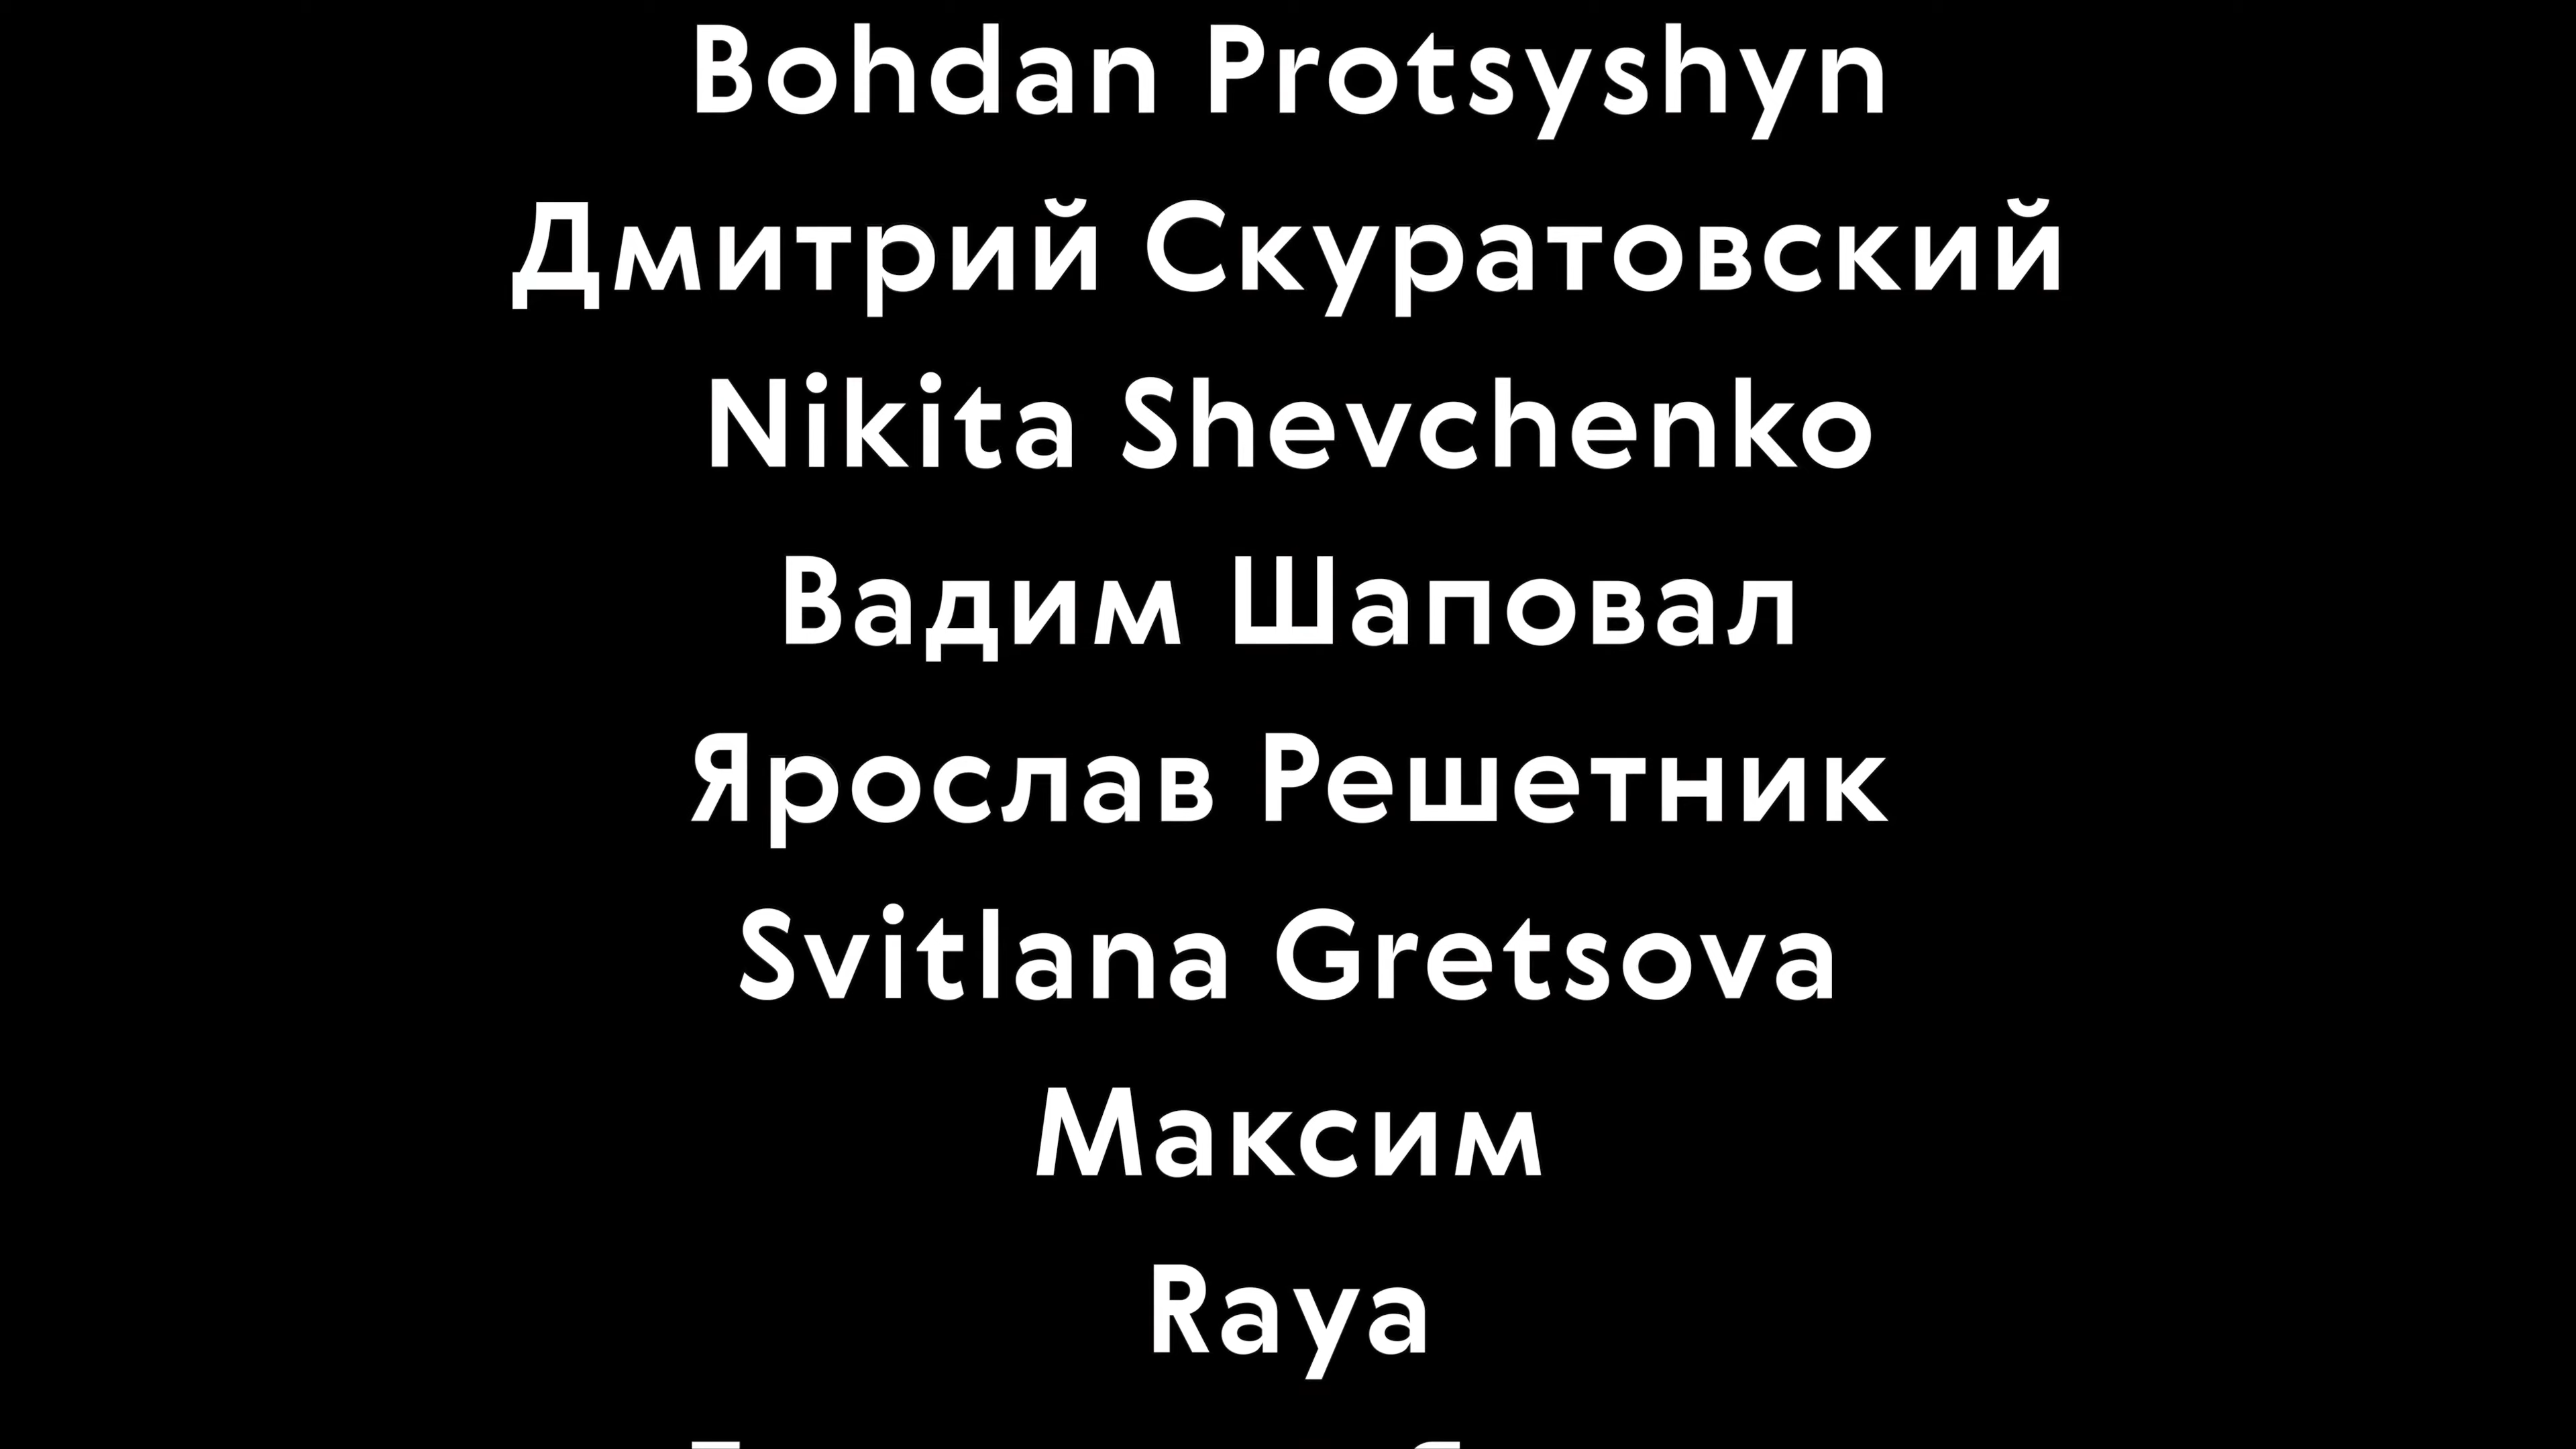 Bohdan Protsyshyn
Дмитрий Скуратовский
Nikita Shevchenko
Вадим Шаповал
Ярослав Решетник
Svitlana Gretsova
Максим
Raya